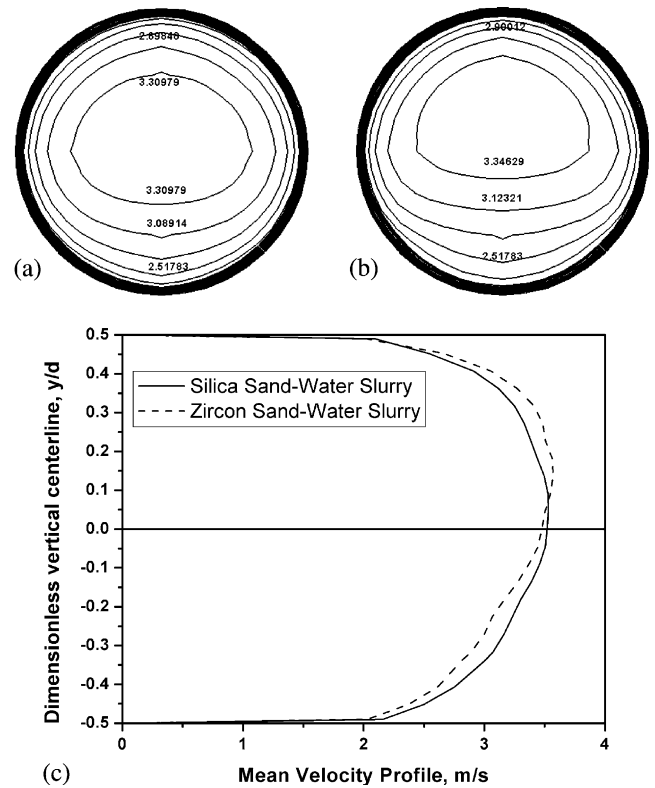 2.89840
3.30979
3.30979
3.08914
2.51783
(a)
2.90012
3.34629
3.12321
2.51783
(b)
0.5
0.4
0.3
0.2
0.1
0.0
-0.1
-0.2
-0.3
-0.4
-0.5
Dimensionless vertical centerline, y/d
Silica Sand-Water Slurry
Zircon Sand-Water Slurry
0 1 2 3 4
Mean Velocity Profile, m/s
(c)